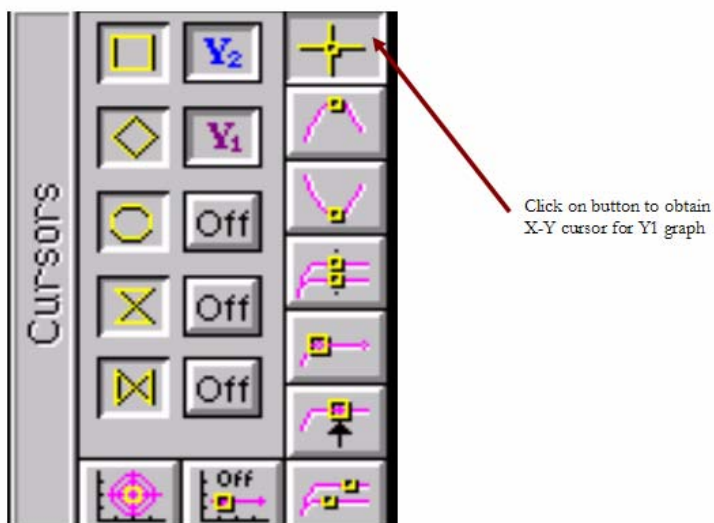 Cursors
Y2
Y1
Off
Off
Off
Off
Click on button to obtain
X-Y cursor for Y1 graph